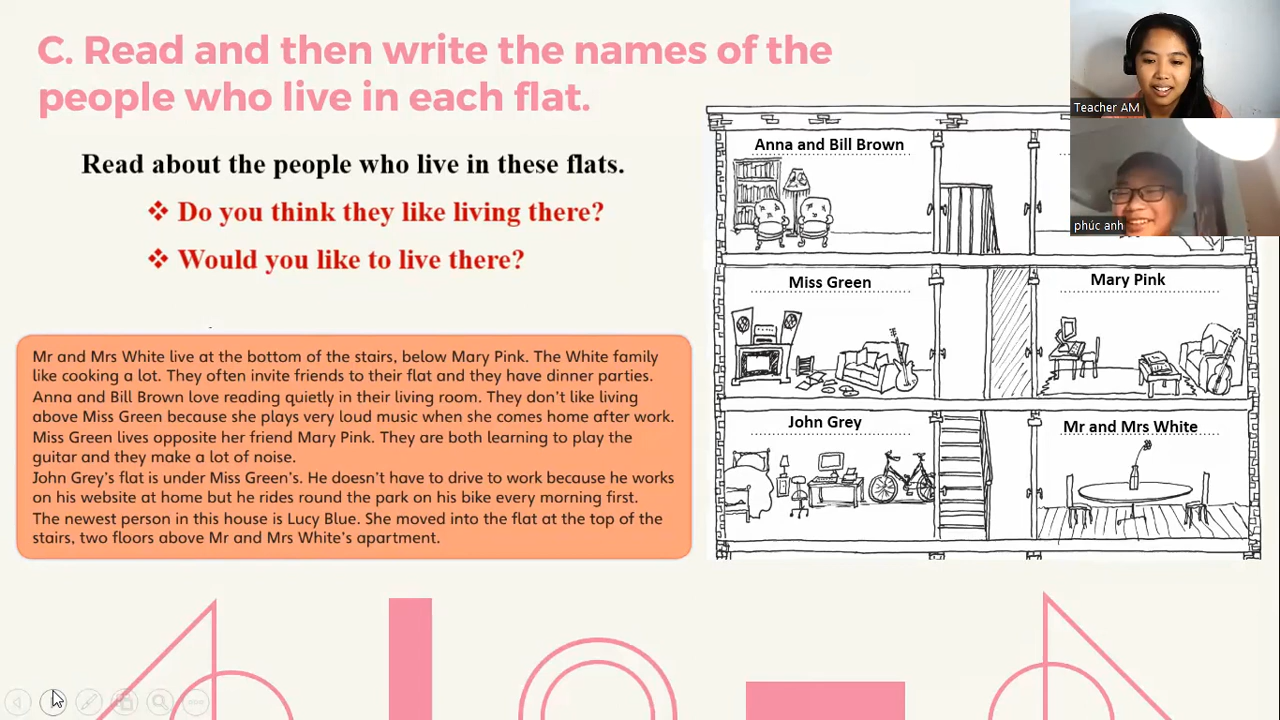 C. Read and then write the names of the
people who live in each flat.
Read about the people who live in these flats.
❖ Do you think they like living there?
❖ Would you like to live there?
Mr and Mrs White live at the bottom of the stairs, below Mary Pink. The White family
like cooking a lot. They often invite friends to their flat and they have dinner parties.
Anna and Bill Brown love reading quietly in their living room. They don't like living
above Miss Green because she plays very loud music when she comes home after work.
Miss Green lives opposite her friend Mary Pink. They are both learning to play the
guitar and they make a lot of noise.
John Grey's flat is under Miss Green's. He doesn't have to drive to work because he works
on his website at home but he rides round the park on his bike every morning first.
The newest person in this house is Lucy Blue. She moved into the flat at the top of the
stairs, two floors above Mr and Mrs White's apartment.
Anna and Bill Brown
Miss Green
Mary Pink
John Grey
Mr and Mrs White
Teacher AM
phúc anh